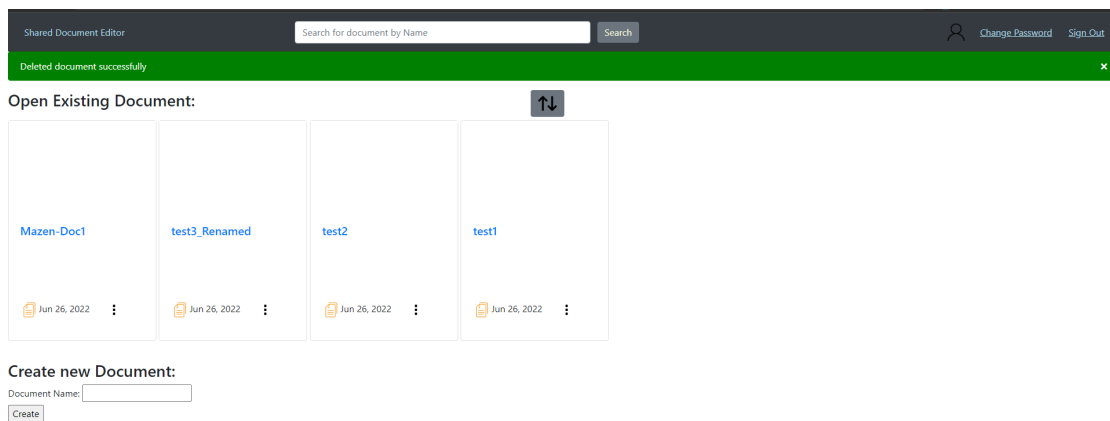 Shared Document Editor Search for document by Name Search Change Password Sign Out
Deleted document successfully ×
Open Existing Document:
Mazen-Doc1 test3_Renamed test2 test1
Jun 26, 2022 Jun 26, 2022 Jun 26, 2022 Jun 26, 2022
Create new Document:
Document Name:
Create